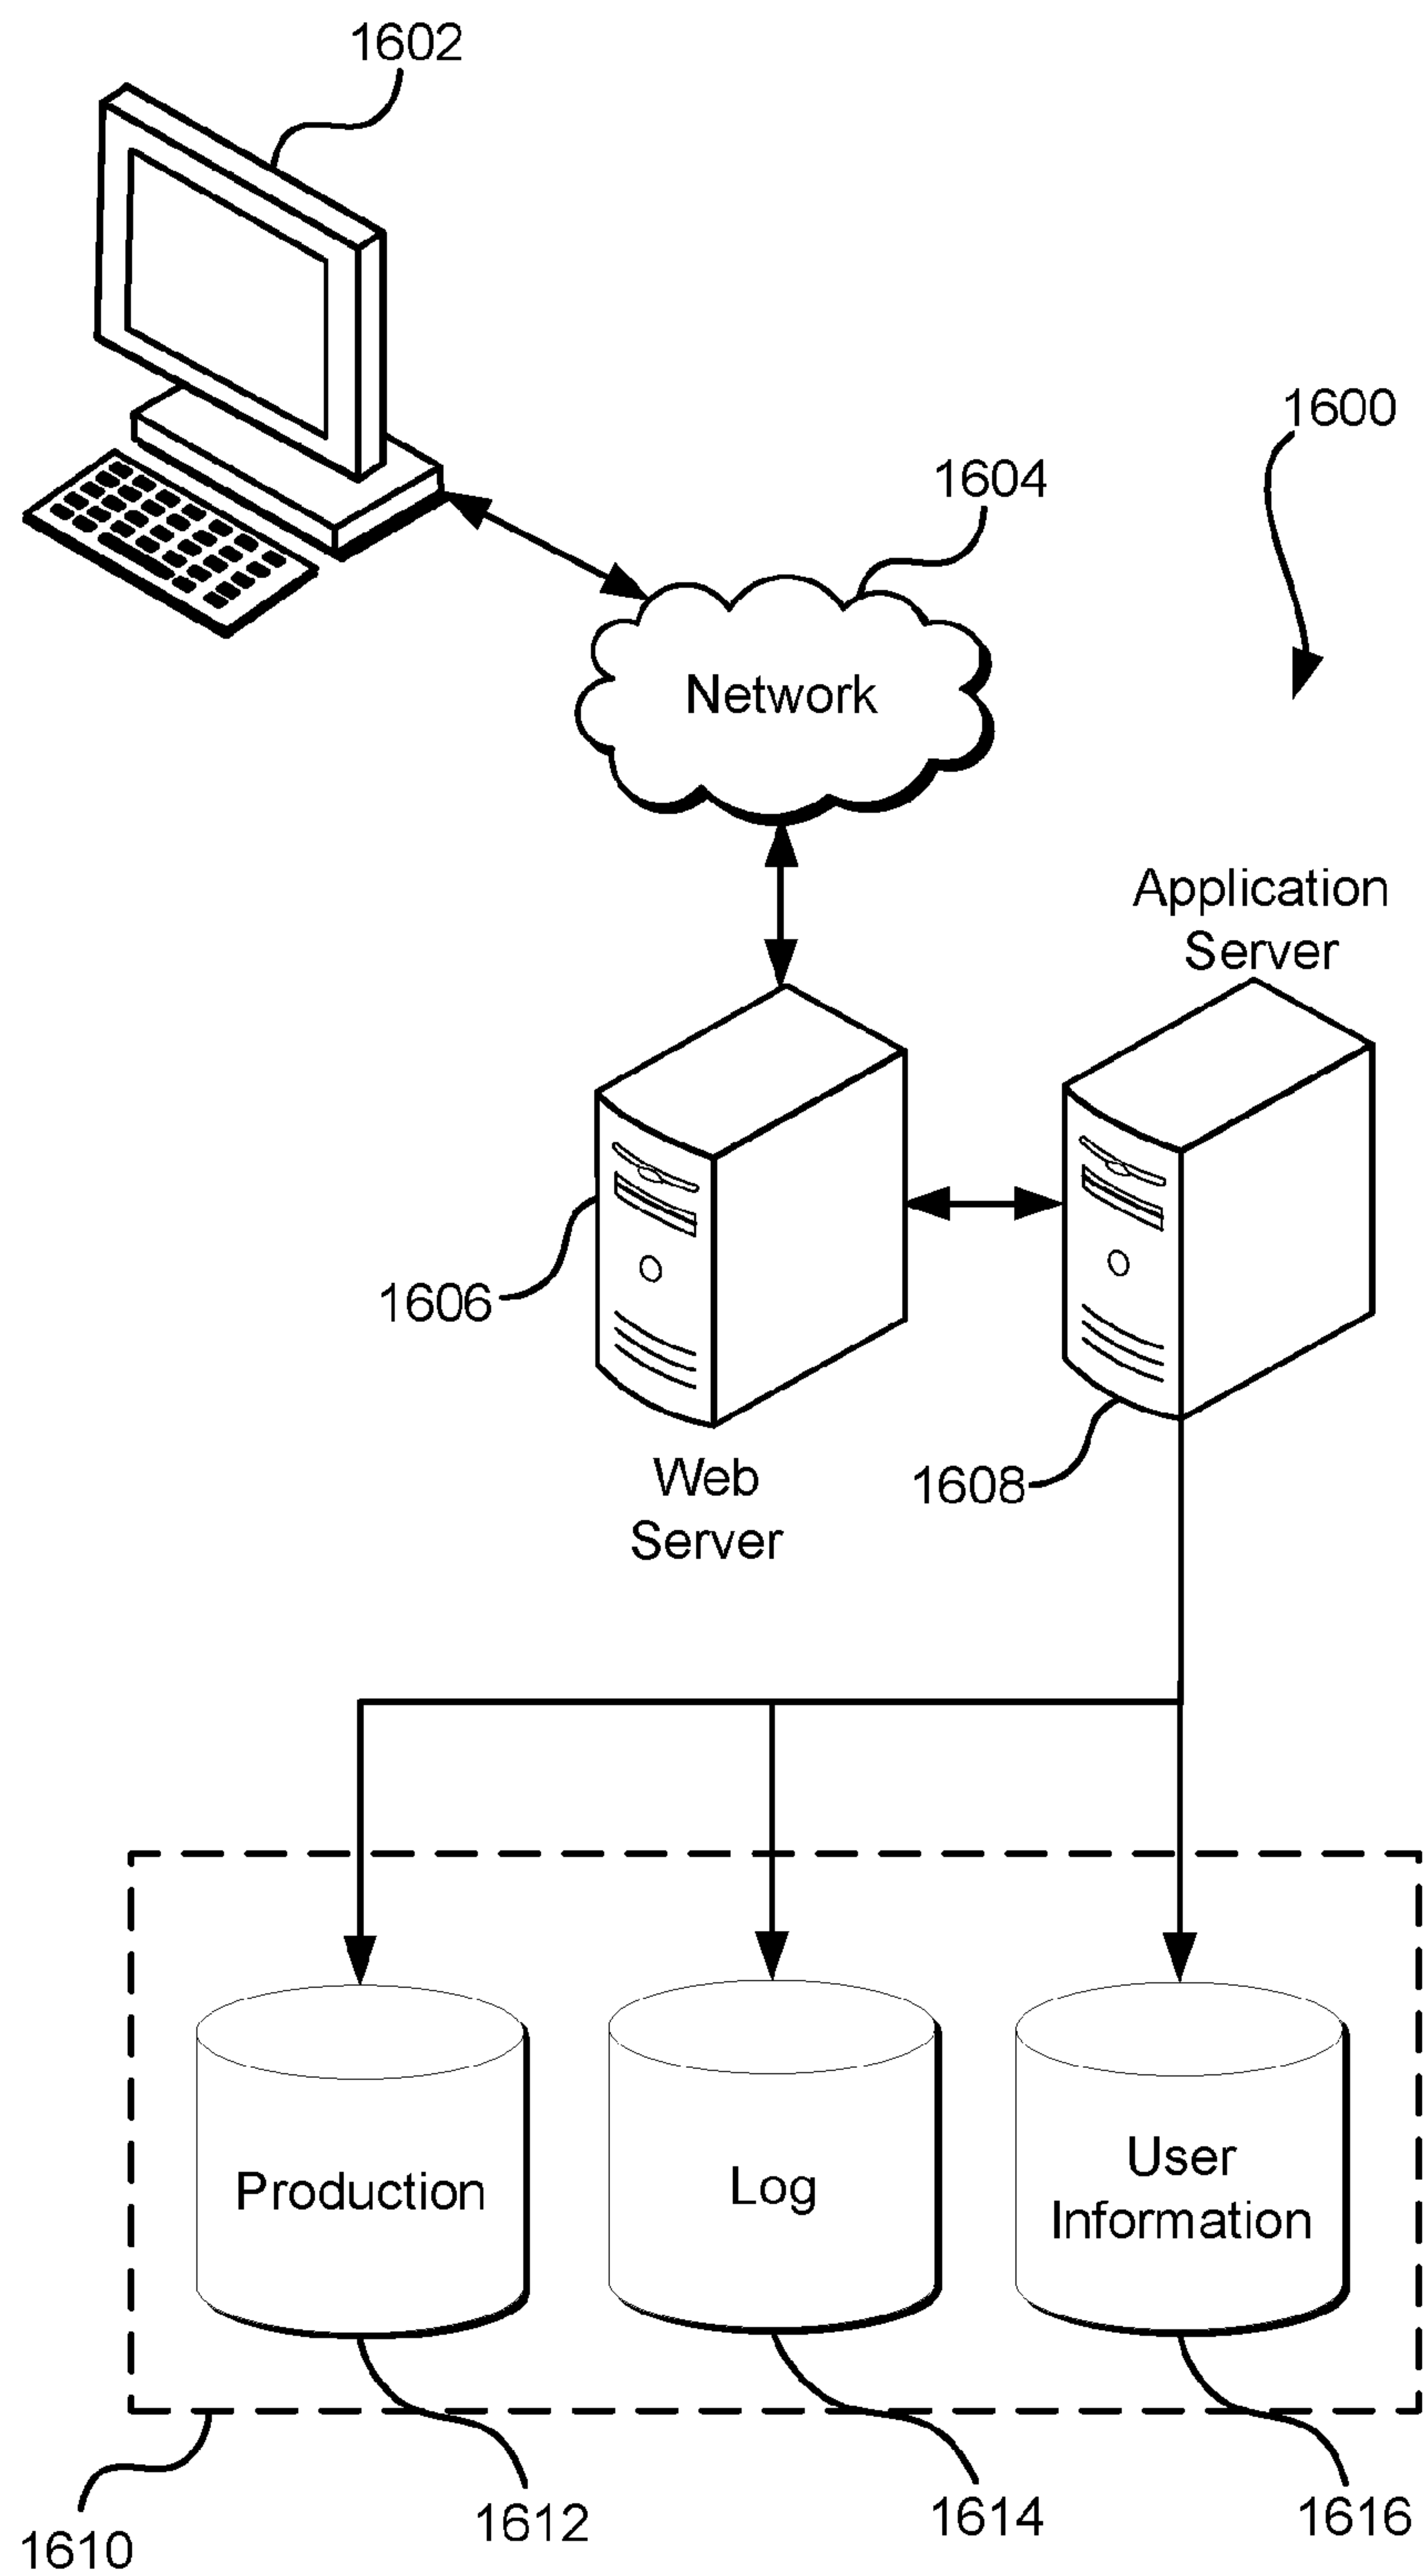 1602
1600
1604
Network
Application
Server
1606
1608
Web
Server
Production
Log
User
Information
1610
1612
1614
1616